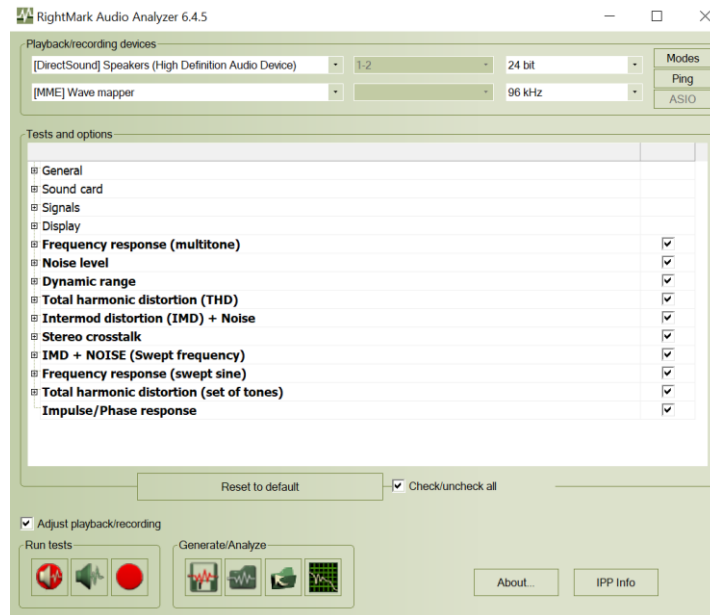 RightMark Audio Analyzer 6.4.5
Playback/recording devices
[DirectSound] Speakers (High Definition Audio Device) 1-2 24 bit Modes
Ping
[MME] Wave mapper 96 kHz
ASIO
Tests and options
General
Sound card
Signals
Display
Frequency response (multitone)
Noise level
Dynamic range
Total harmonic distortion (THD)
Intermod distortion (IMD) + Noise
Stereo crosstalk
IMD + NOISE (Swept frequency)
Frequency response (swept sine)
Total harmonic distortion (set of tones)
Impulse/Phase response
Reset to default Check/uncheck all
Adjust playback/recording
Run tests Generate/Analyze
About... IPP Info